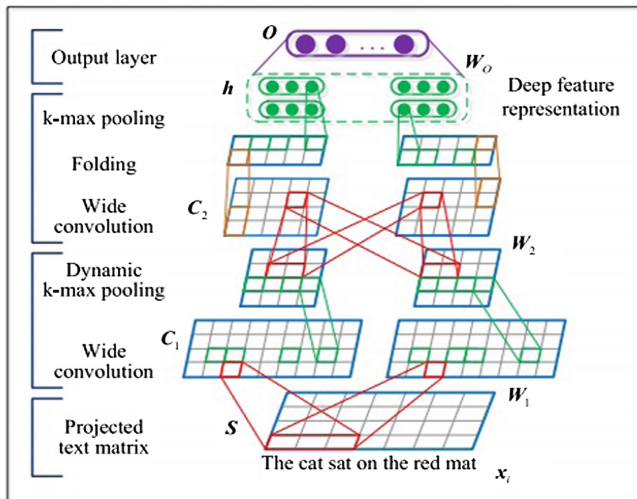 O
Output layer
W_O
h
Deep feature
representation
k-max pooling
Folding
Wide
convolution
C_2
W_2
Dynamic
k-max pooling
C_1
Wide
convolution
W_1
Projected
text matrix
S
The cat sat on the red mat
x_i